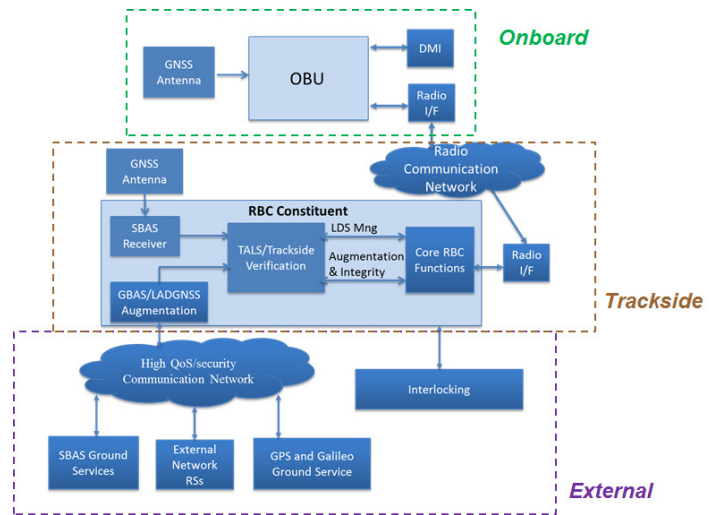 Onboard
GNSS
Antenna
OBU
DMI
Radio
I/F
Radio
Communication
Network
GNSS
Antenna
RBC Constituent
SBAS
Receiver
TALS/Trackside
Verification
LDS Mng
Augmentation
& Integrity
Core RBC
Functions
Radio
I/F
GBAS/LADGNSS
Augmentation
Trackside
High QoS/security
Communication Network
Interlocking
SBAS Ground
Services
External
Network
RSs
GPS and Galileo
Ground Service
External